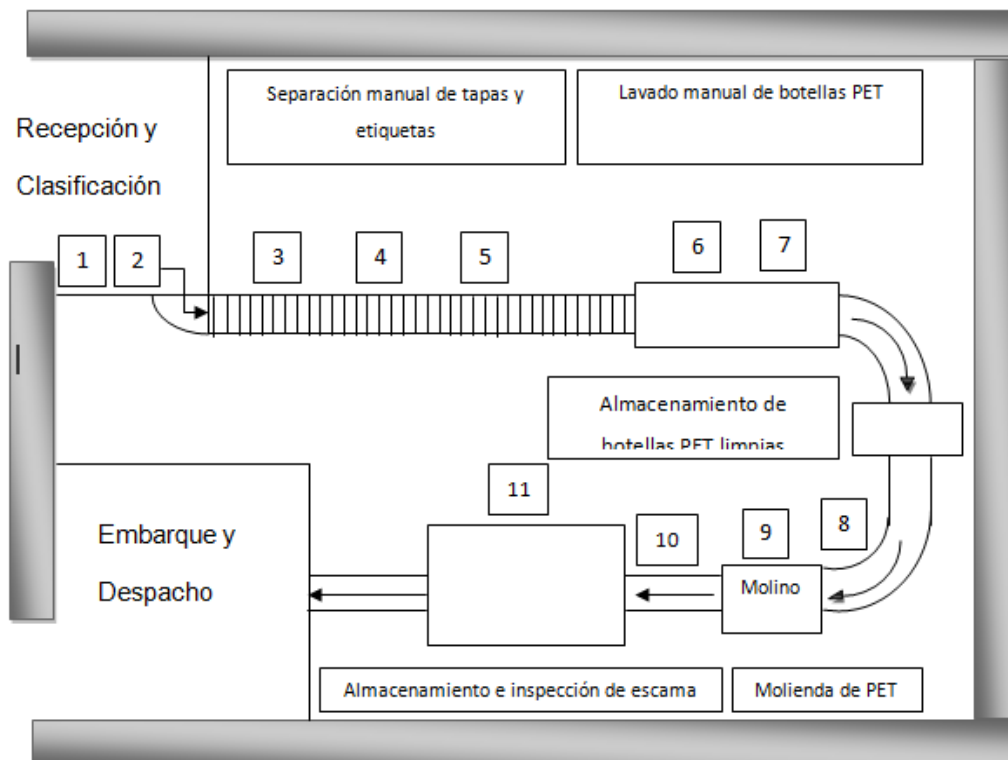 Separación manual de tapas y
etiquetas
Lavado manual de botellas PET
Recepción y
Clasificación
1
2
3
4
5
6
7
Almacenamiento de
botellas PET limpias
11
10
9
8
Molino
Embarque y
Despacho
Almacenamiento e inspección de escama
Molienda de PET